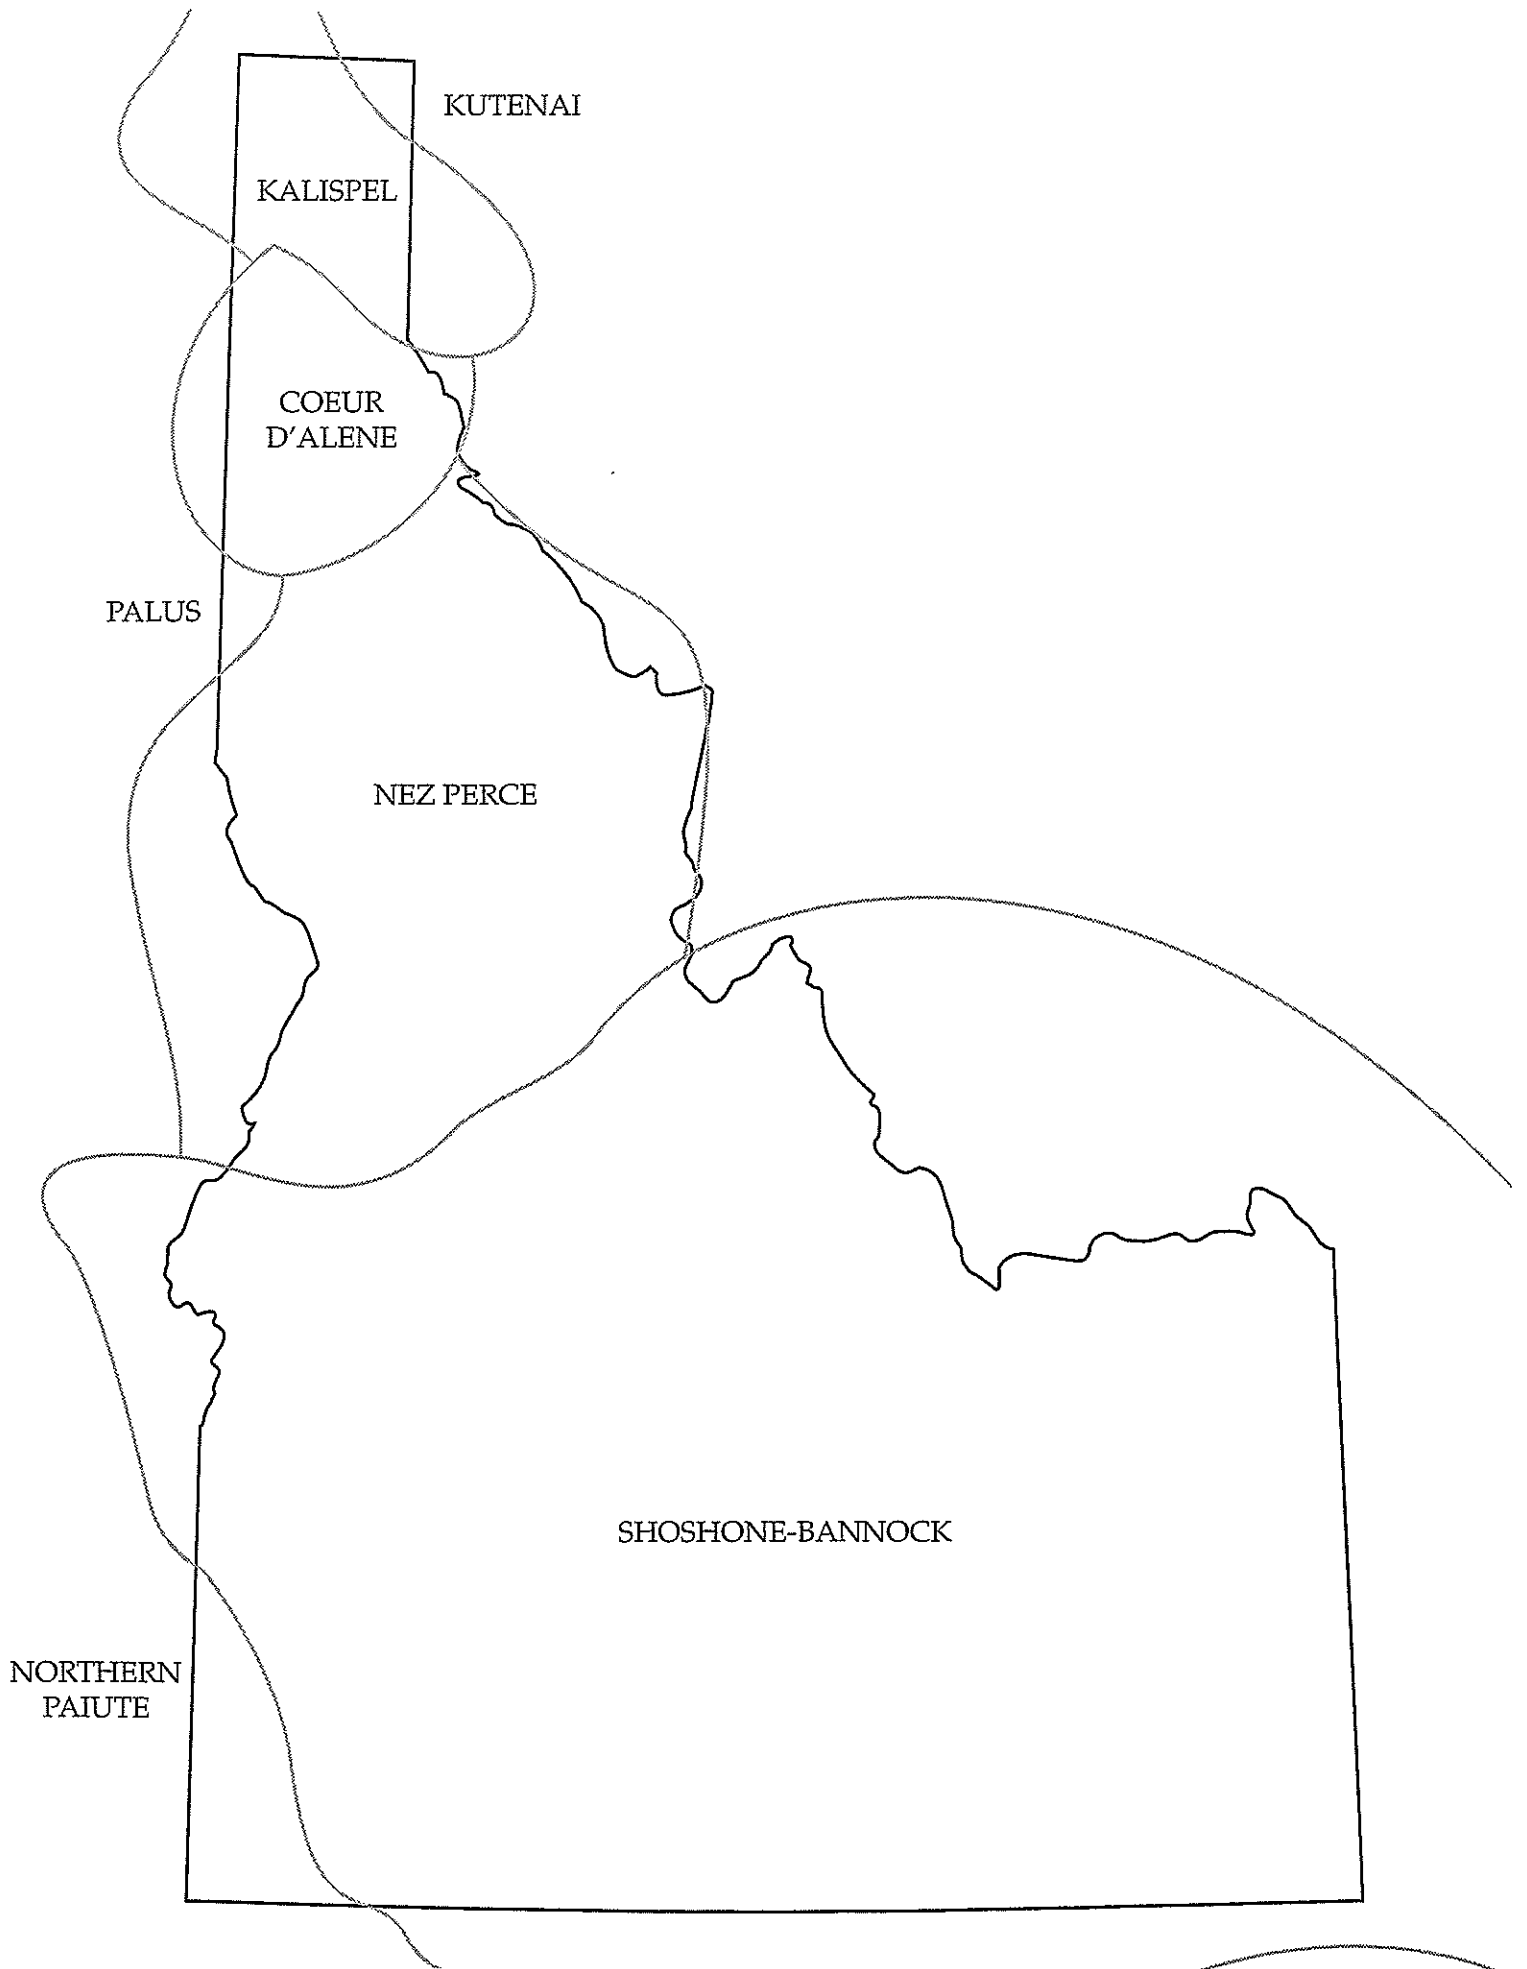 KUTENAI
KALISPEL
COEUR
D'ALENE
PALUS
NEZ PERCE
SHOSHONE-BANNOCK
NORTHERN
PAIUTE